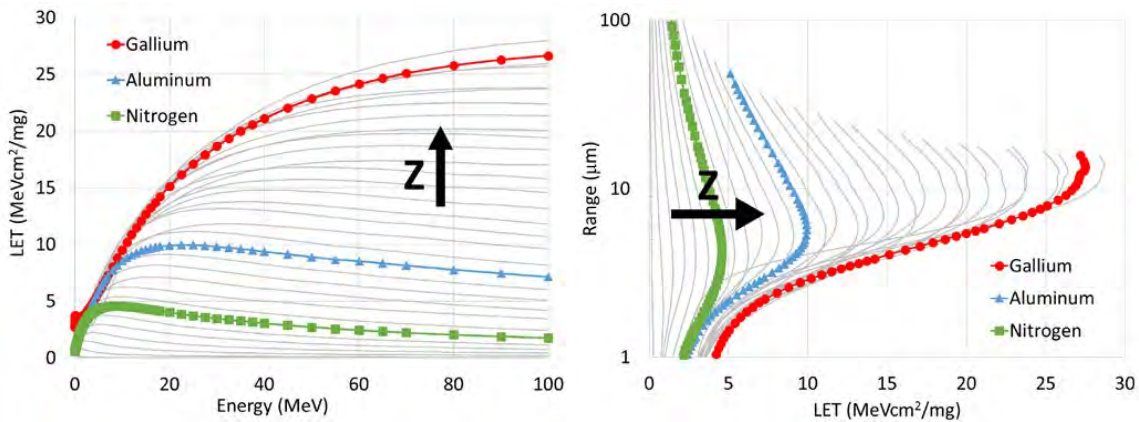 30
25
20
15
10
5
0
LET (MeVcm²/mg)
Gallium
Aluminum
Nitrogen
Z
0 20 40 60 80 100
Energy (MeV)
100
10
1
Range (µm)
Z
Gallium
Aluminum
Nitrogen
0 5 10 15 20 25 30
LET (MeVcm²/mg)